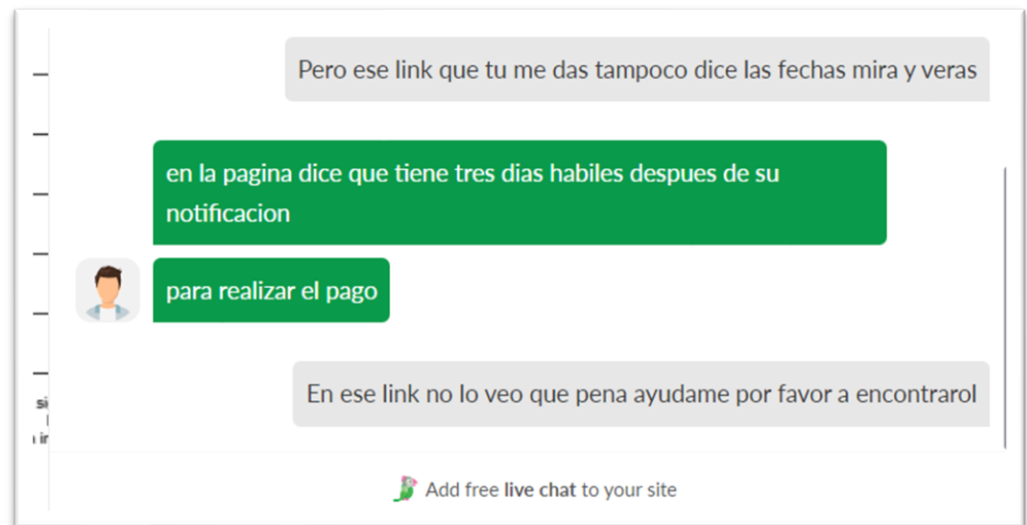 Pero ese link que tu me das tampoco dice las fechas mira y veras
en la pagina dice que tiene tres dias habiles despues de su
notificacion
para realizar el pago
En ese link no lo veo que pena ayudame por favor a encontrarol
Add free live chat to your site